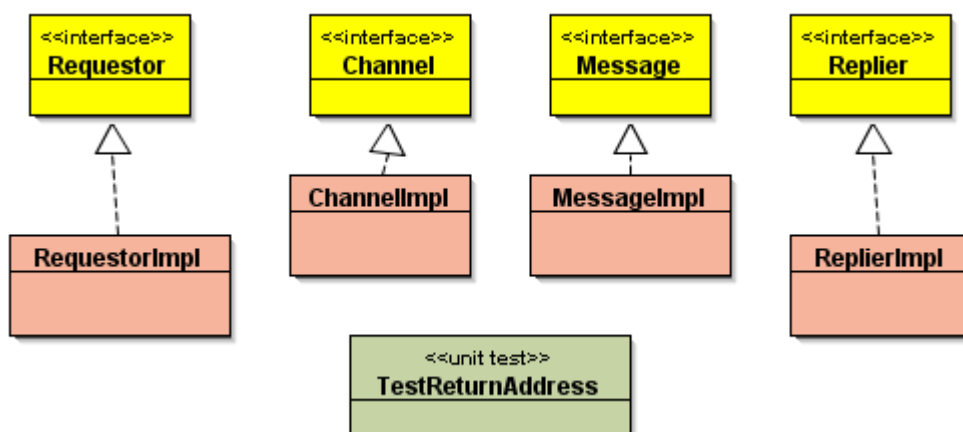 <<interface>>
Requestor
<<interface>>
Channel
<<interface>>
Message
<<interface>>
Replier
RequestorImpl
ChannelImpl
MessageImpl
ReplierImpl
<<unit test>>
TestReturnAddress